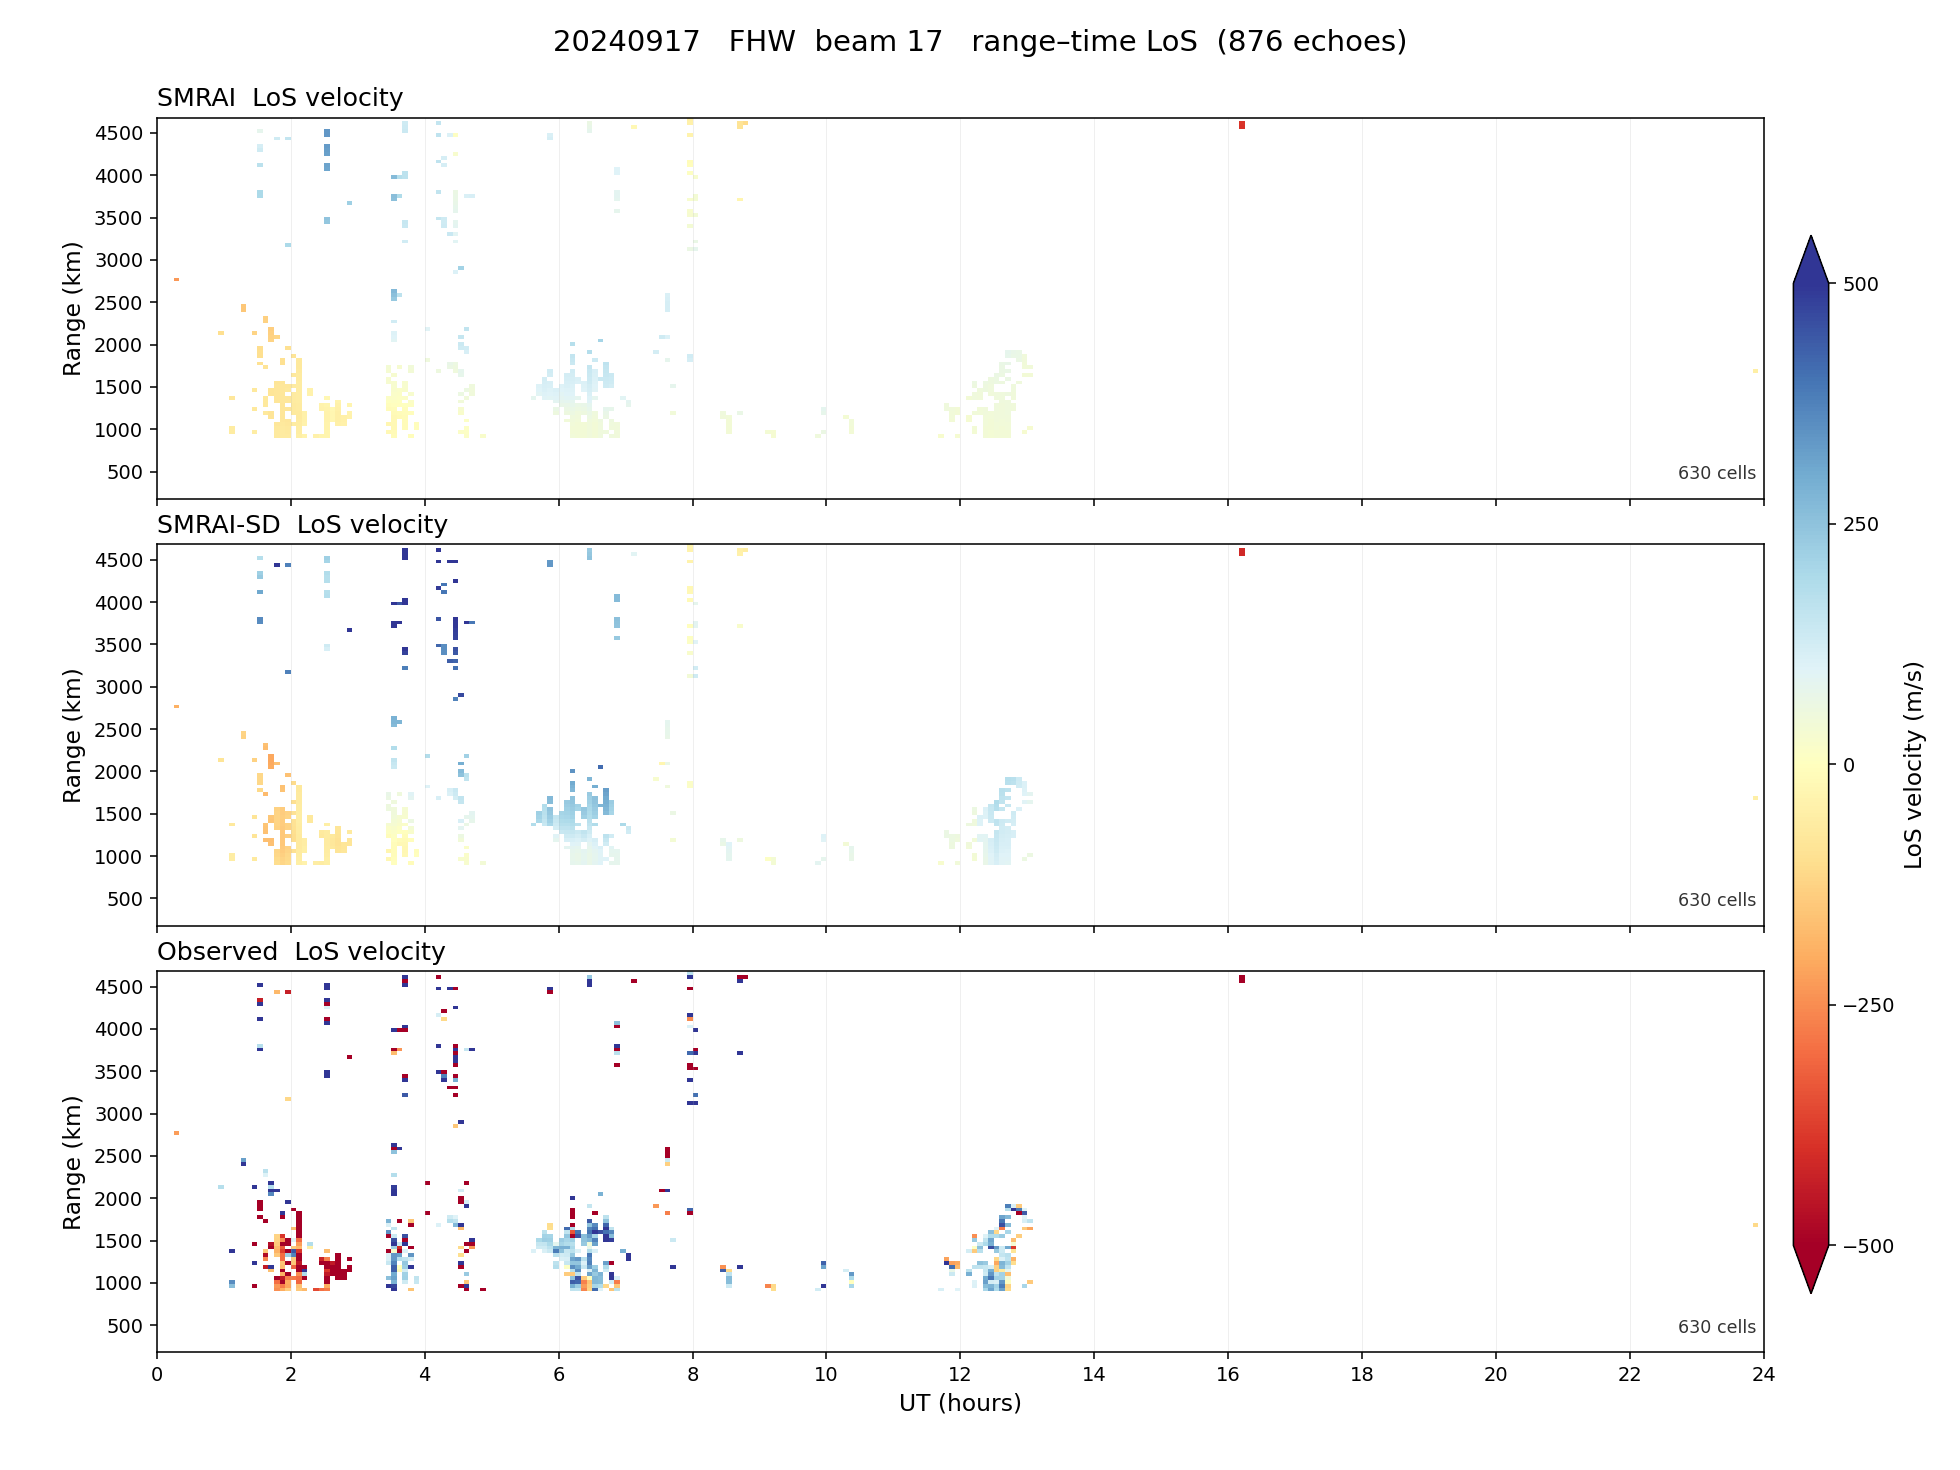 20240917   FHW  beam 17   range–time LoS  (876 echoes)
SMRAI  LoS velocity
4500
4000
3500
3000
2500
2000
1500
1000
500
Range (km)
630 cells
SMRAI-SD  LoS velocity
4500
4000
3500
3000
2500
2000
1500
1000
500
Range (km)
630 cells
Observed  LoS velocity
4500
4000
3500
3000
2500
2000
1500
1000
500
Range (km)
630 cells
0 2 4 6 8 10 12 14 16 18 20 22 24
UT (hours)
500
250
0
−250
−500
LoS velocity (m/s)